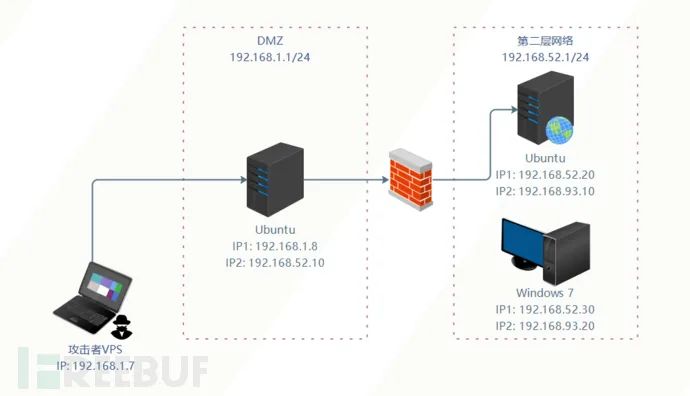 DMZ
192.168.1.1/24
第二层网络
192.168.52.1/24
Ubuntu
IP1: 192.168.52.20
IP2: 192.168.93.10
Ubuntu
IP1: 192.168.1.8
IP2: 192.168.52.10
Windows 7
IP1: 192.168.52.30
IP2: 192.168.93.20
攻击者VPS
IP: 192.168.1.7
FREEBUF